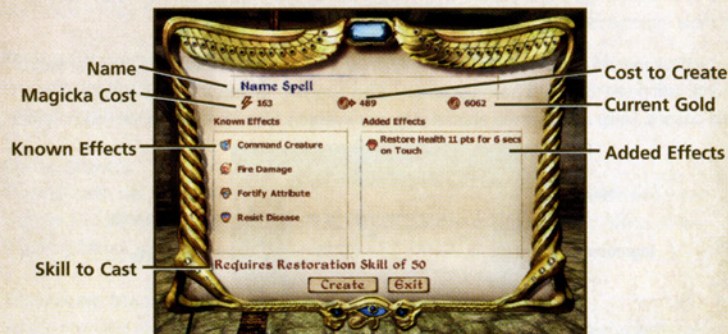 Name
Magicka Cost
Known Effects
Skill to Cast
Name Spell
163
489
6062
Known Effects
Added Effects
Command Creature
Fire Damage
Fortify Attribute
Resist Disease
Restore Health 11 pts for 6 secs
on Touch
Requires Restoration Skill of 50
Create
Exit
Cost to Create
Current Gold
Added Effects